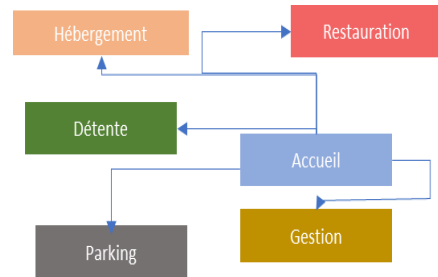 Hébergement
Restauration
Détente
Accueil
Parking
Gestion